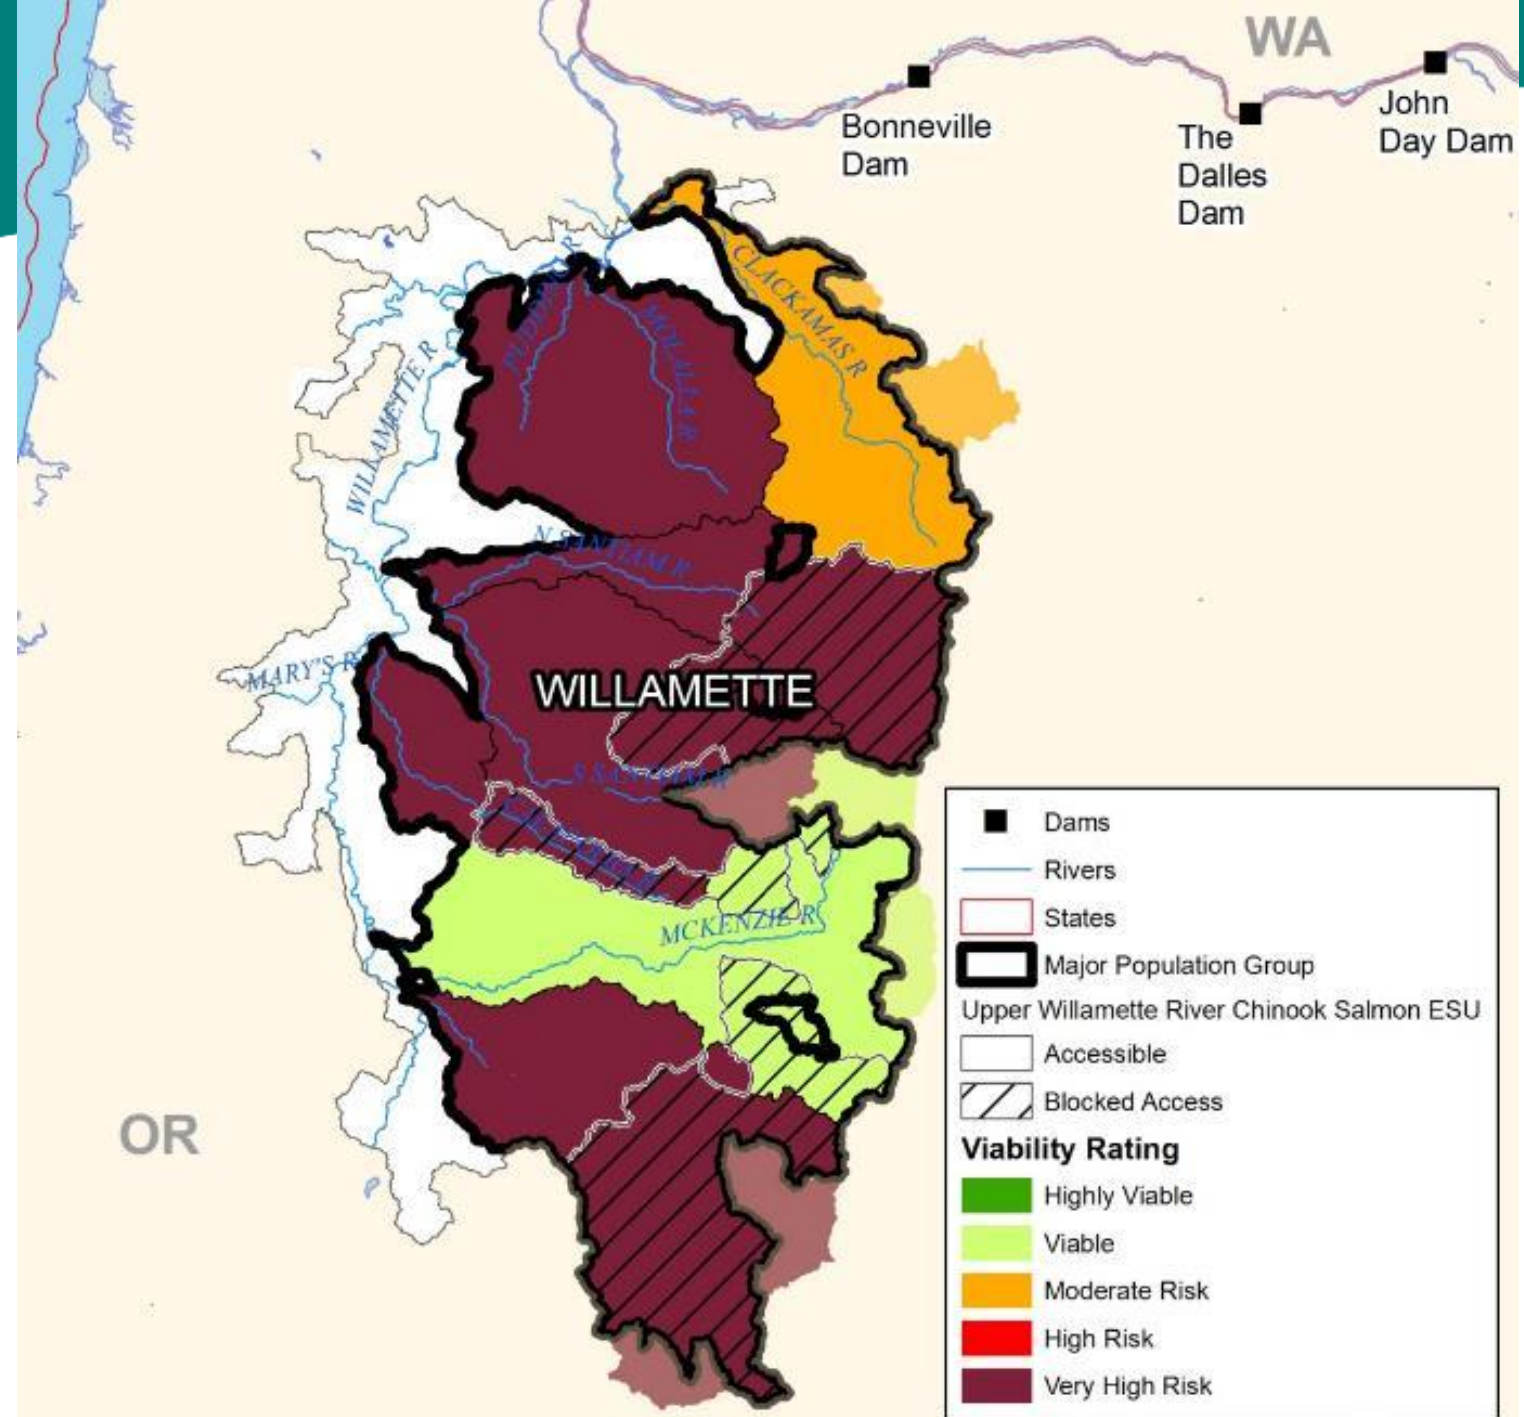 WA
Bonneville
Dam
The
Dalles
Dam
John
Day Dam
CLACKAMAS R
MOLALLA R
WILLAMETTE R
N SANTIAM R
MARY'S R
WILLAMETTE
S SANTIAM R
MCKENZIE R
OR
Dams
Rivers
States
Major Population Group
Upper Willamette River Chinook Salmon ESU
Accessible
Blocked Access
Viability Rating
Highly Viable
Viable
Moderate Risk
High Risk
Very High Risk